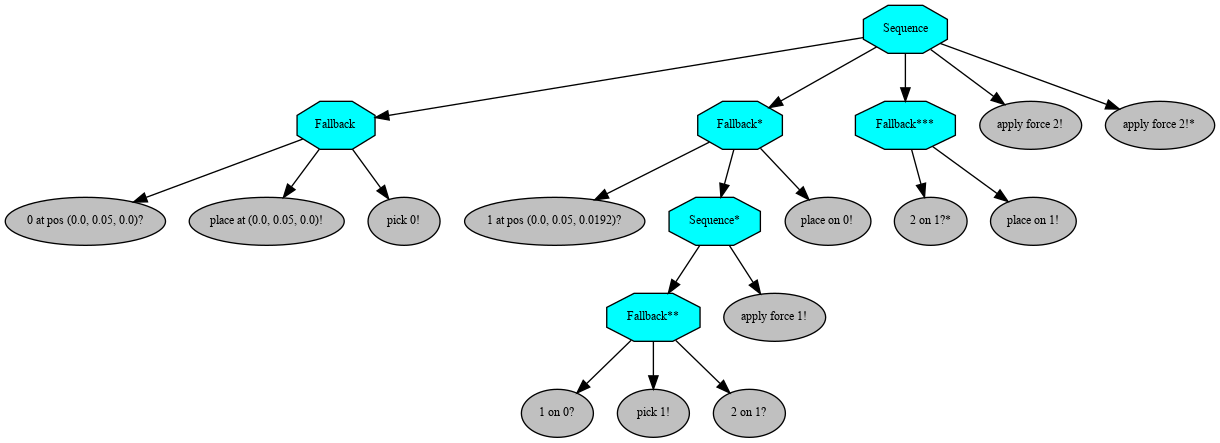 Sequence
Fallback
Fallback*
Fallback***
apply force 2!
apply force 2!*
0 at pos (0.0, 0.05, 0.0)?
place at (0.0, 0.05, 0.0)!
pick 0!
1 at pos (0.0, 0.05, 0.0192)?
Sequence*
place on 0!
2 on 1?*
place on 1!
Fallback**
apply force 1!
1 on 0?
pick 1!
2 on 1?